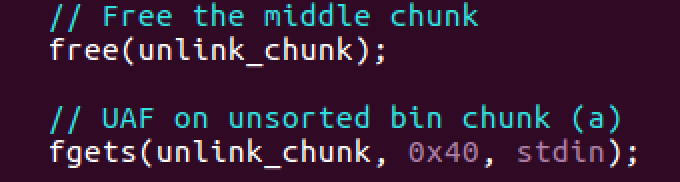 // Free the middle chunk
free(unlink_chunk);
// UAF on unsorted bin chunk (a)
fgets(unlink_chunk, 0x40, stdin);